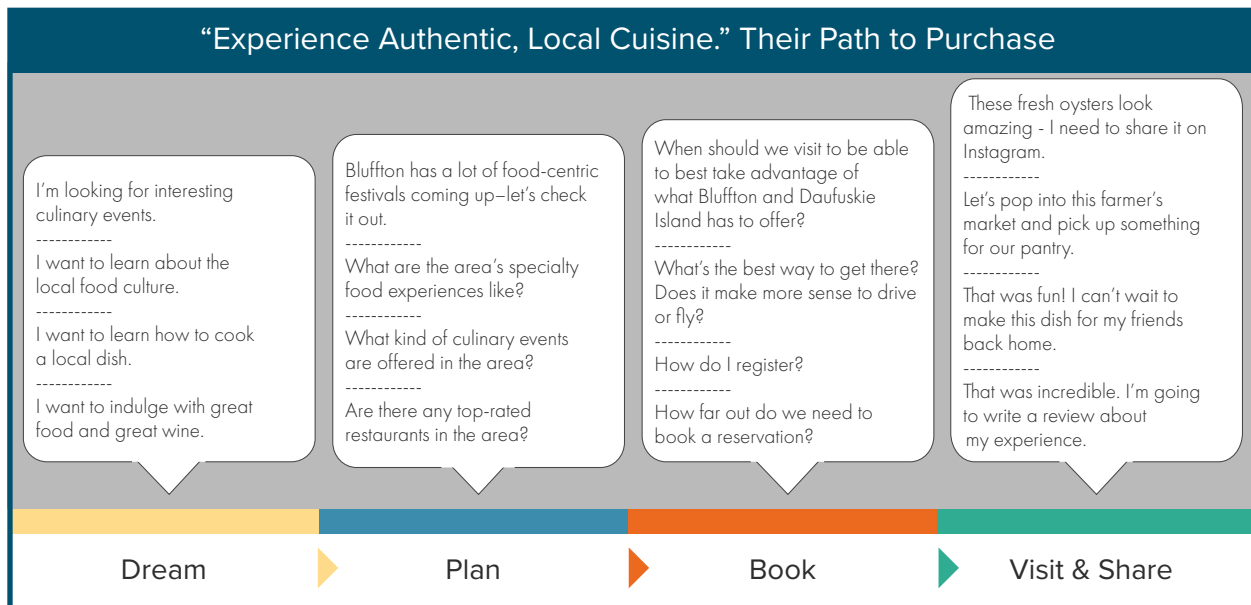 “Experience Authentic, Local Cuisine.” Their Path to Purchase
I’m looking for interesting
culinary events.
------------
I want to learn about the
local food culture.
------------
I want to learn how to cook
a local dish.
------------
I want to indulge with great
food and great wine.
Bluffton has a lot of food-centric
festivals coming up–let’s check
it out.
------------
What are the area’s specialty
food experiences like?
------------
What kind of culinary events
are offered in the area?
------------
Are there any top-rated
restaurants in the area?
When should we visit to be able
to best take advantage of
what Bluffton and Daufuskie
Island has to offer?
------------
What’s the best way to get there?
Does it make more sense to drive
or fly?
------------
How do I register?
------------
How far out do we need to
book a reservation?
These fresh oysters look
amazing - I need to share it on
Instagram.
------------
Let’s pop into this farmer’s
market and pick up something
for our pantry.
------------
That was fun! I can’t wait to
make this dish for my friends
back home.
------------
That was incredible. I’m going
to write a review about
my experience.
Dream
Plan
Book
Visit & Share